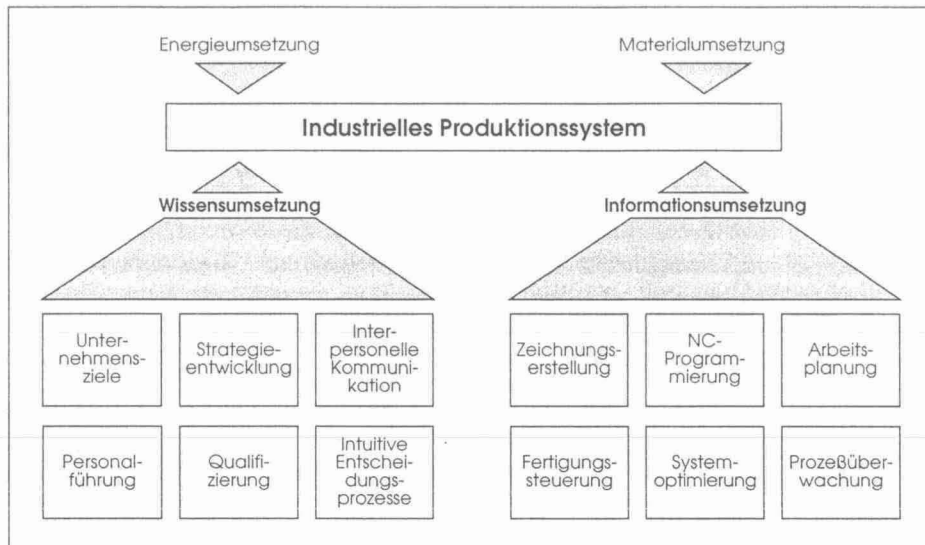 Energieumsetzung
Materialumsetzung
Industrielles Produktionssystem
Wissensumsetzung
Informationsumsetzung
Unter-
nehmens-
ziele
Strategie-
entwicklung
Inter-
personelle
Kommuni-
kation
Zeichnungs-
erstellung
NC-
Program-
mierung
Arbeits-
planung
Personal-
führung
Qualifi-
zierung
Intuitive
Entschei-
dungs-
prozesse
Fertigungs-
steuerung
System-
optimierung
Prozeßüber-
wachung